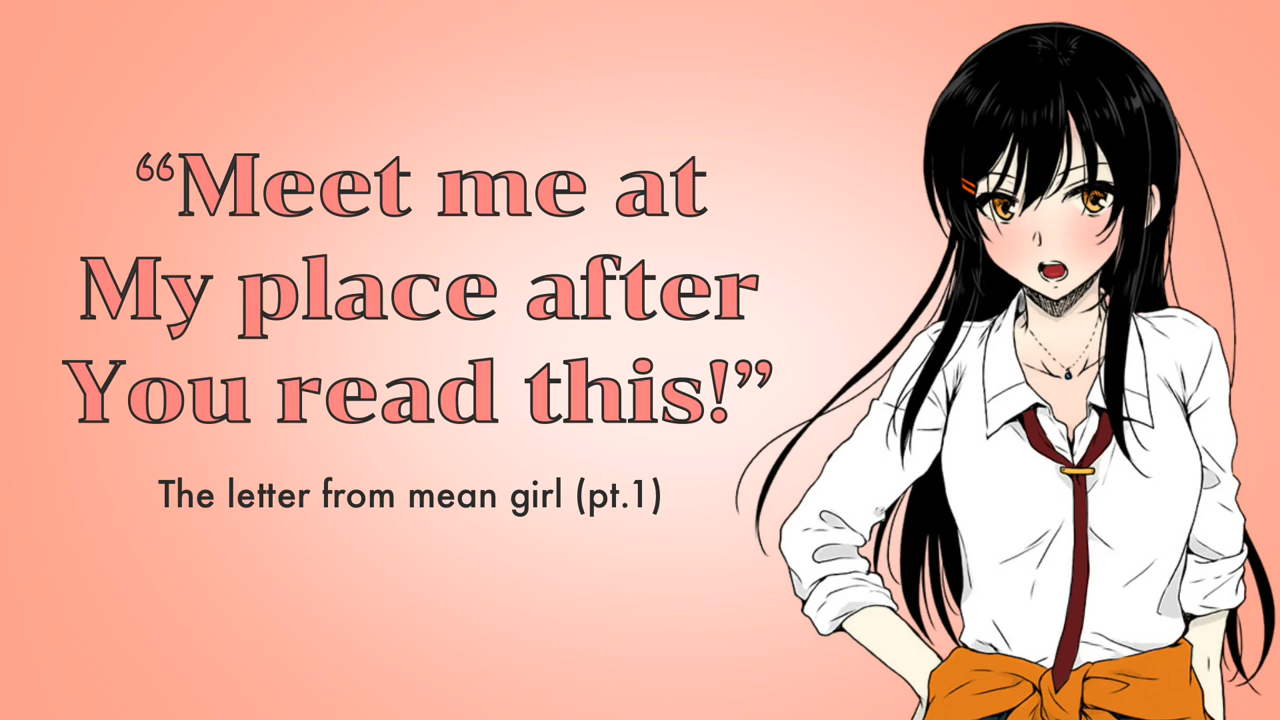 “Meet me at
My place after
You read this!”
The letter from mean girl (pt.1)